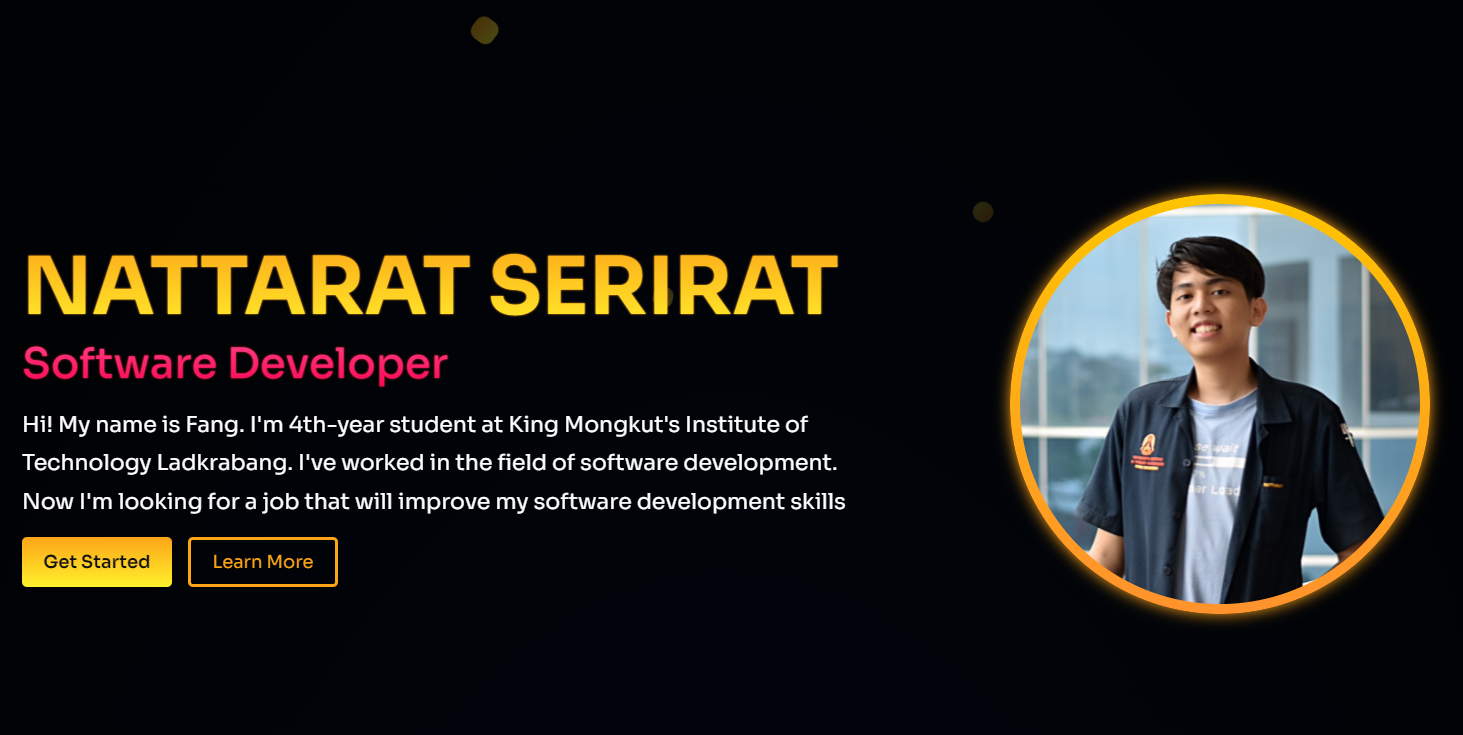 NATTARAT SERIRAT
Software Developer
Hi! My name is Fang. I'm 4th-year student at King Mongkut's Institute of
Technology Ladkrabang. I've worked in the field of software development.
Now I'm looking for a job that will improve my software development skills
Get Started
Learn More